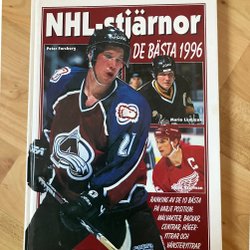 NHL-stjärnor
Peter Forsberg
DE BÄSTA 1996
Mario Lemieux
C
RANKING AV DE 10 BÄSTA
PÅ VARJE POSITION:
MÅLVAKTER, BACKAR,
CENTRAR, HÖGER-
YTTRAR OCH
VÄNSTERYTTRAR